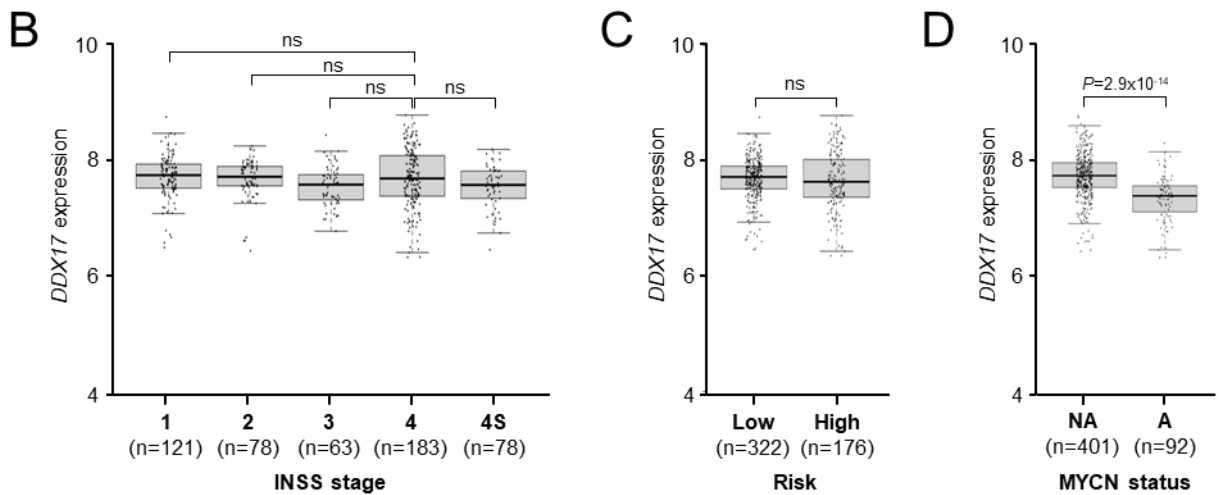 B
DDX17 expression
10
8
6
4
ns
ns
ns
ns
1
2
3
4
4S
(n=121)
(n=78)
(n=63)
(n=183)
(n=78)
INSS stage
C
DDX17 expression
10
8
6
4
ns
Low
High
(n=322)
(n=176)
Risk
D
DDX17 expression
10
8
6
4
P=2.9x10⁻¹⁴
NA
A
(n=401)
(n=92)
MYCN status